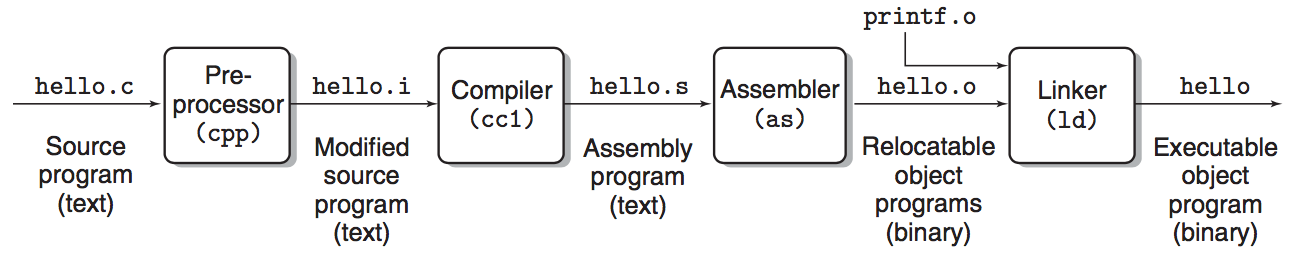 printf.o
hello.c
Pre-
processor
(cpp)
hello.i
Compiler
(cc1)
hello.s
Assembler
(as)
hello.o
Linker
(ld)
hello
Source
program
(text)
Modified
source
program
(text)
Assembly
program
(text)
Relocatable
object
programs
(binary)
Executable
object
program
(binary)